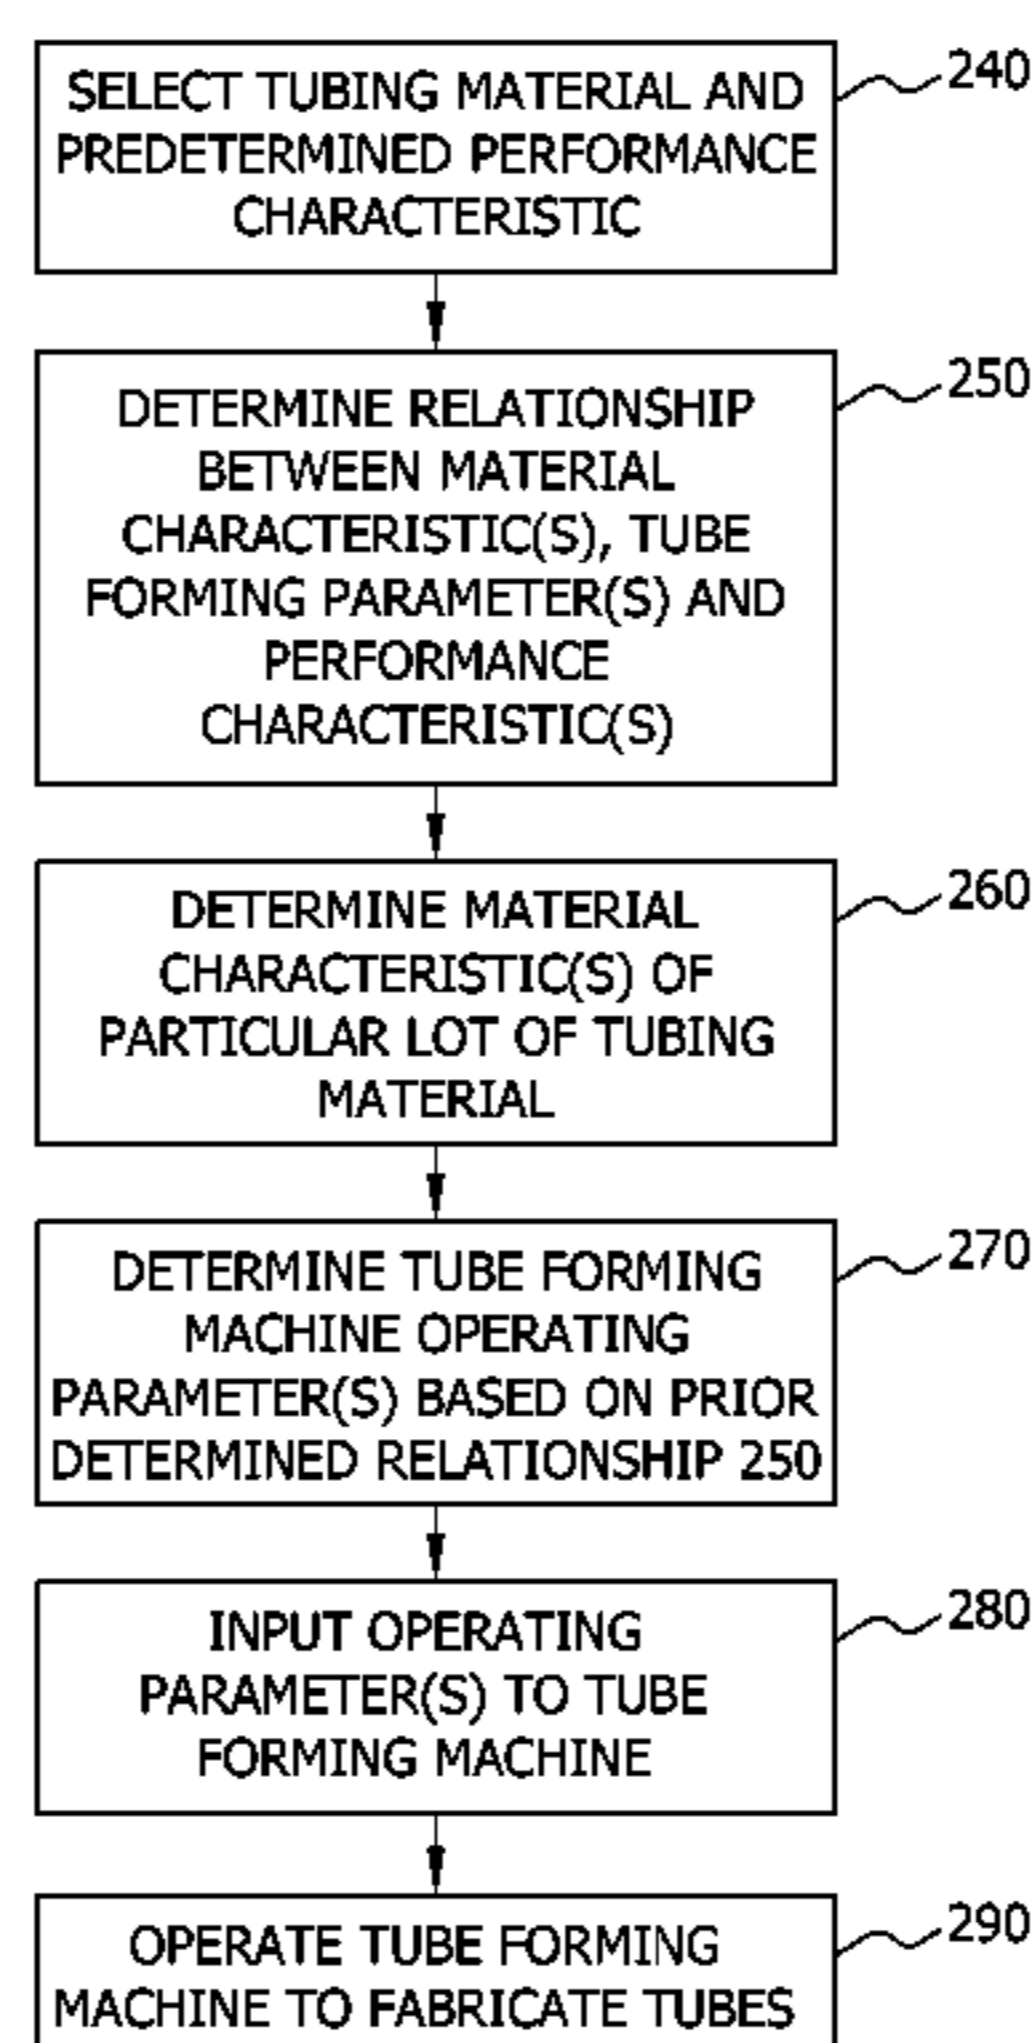 SELECT TUBING MATERIAL AND
PREDETERMINED PERFORMANCE
CHARACTERISTIC
240
DETERMINE RELATIONSHIP
BETWEEN MATERIAL
CHARACTERISTIC(S), TUBE
FORMING PARAMETER(S) AND
PERFORMANCE
CHARACTERISTIC(S)
250
DETERMINE MATERIAL
CHARACTERISTIC(S) OF
PARTICULAR LOT OF TUBING
MATERIAL
260
DETERMINE TUBE FORMING
MACHINE OPERATING
PARAMETER(S) BASED ON PRIOR
DETERMINED RELATIONSHIP 250
270
INPUT OPERATING
PARAMETER(S) TO TUBE
FORMING MACHINE
280
OPERATE TUBE FORMING
MACHINE TO FABRICATE TUBES
290